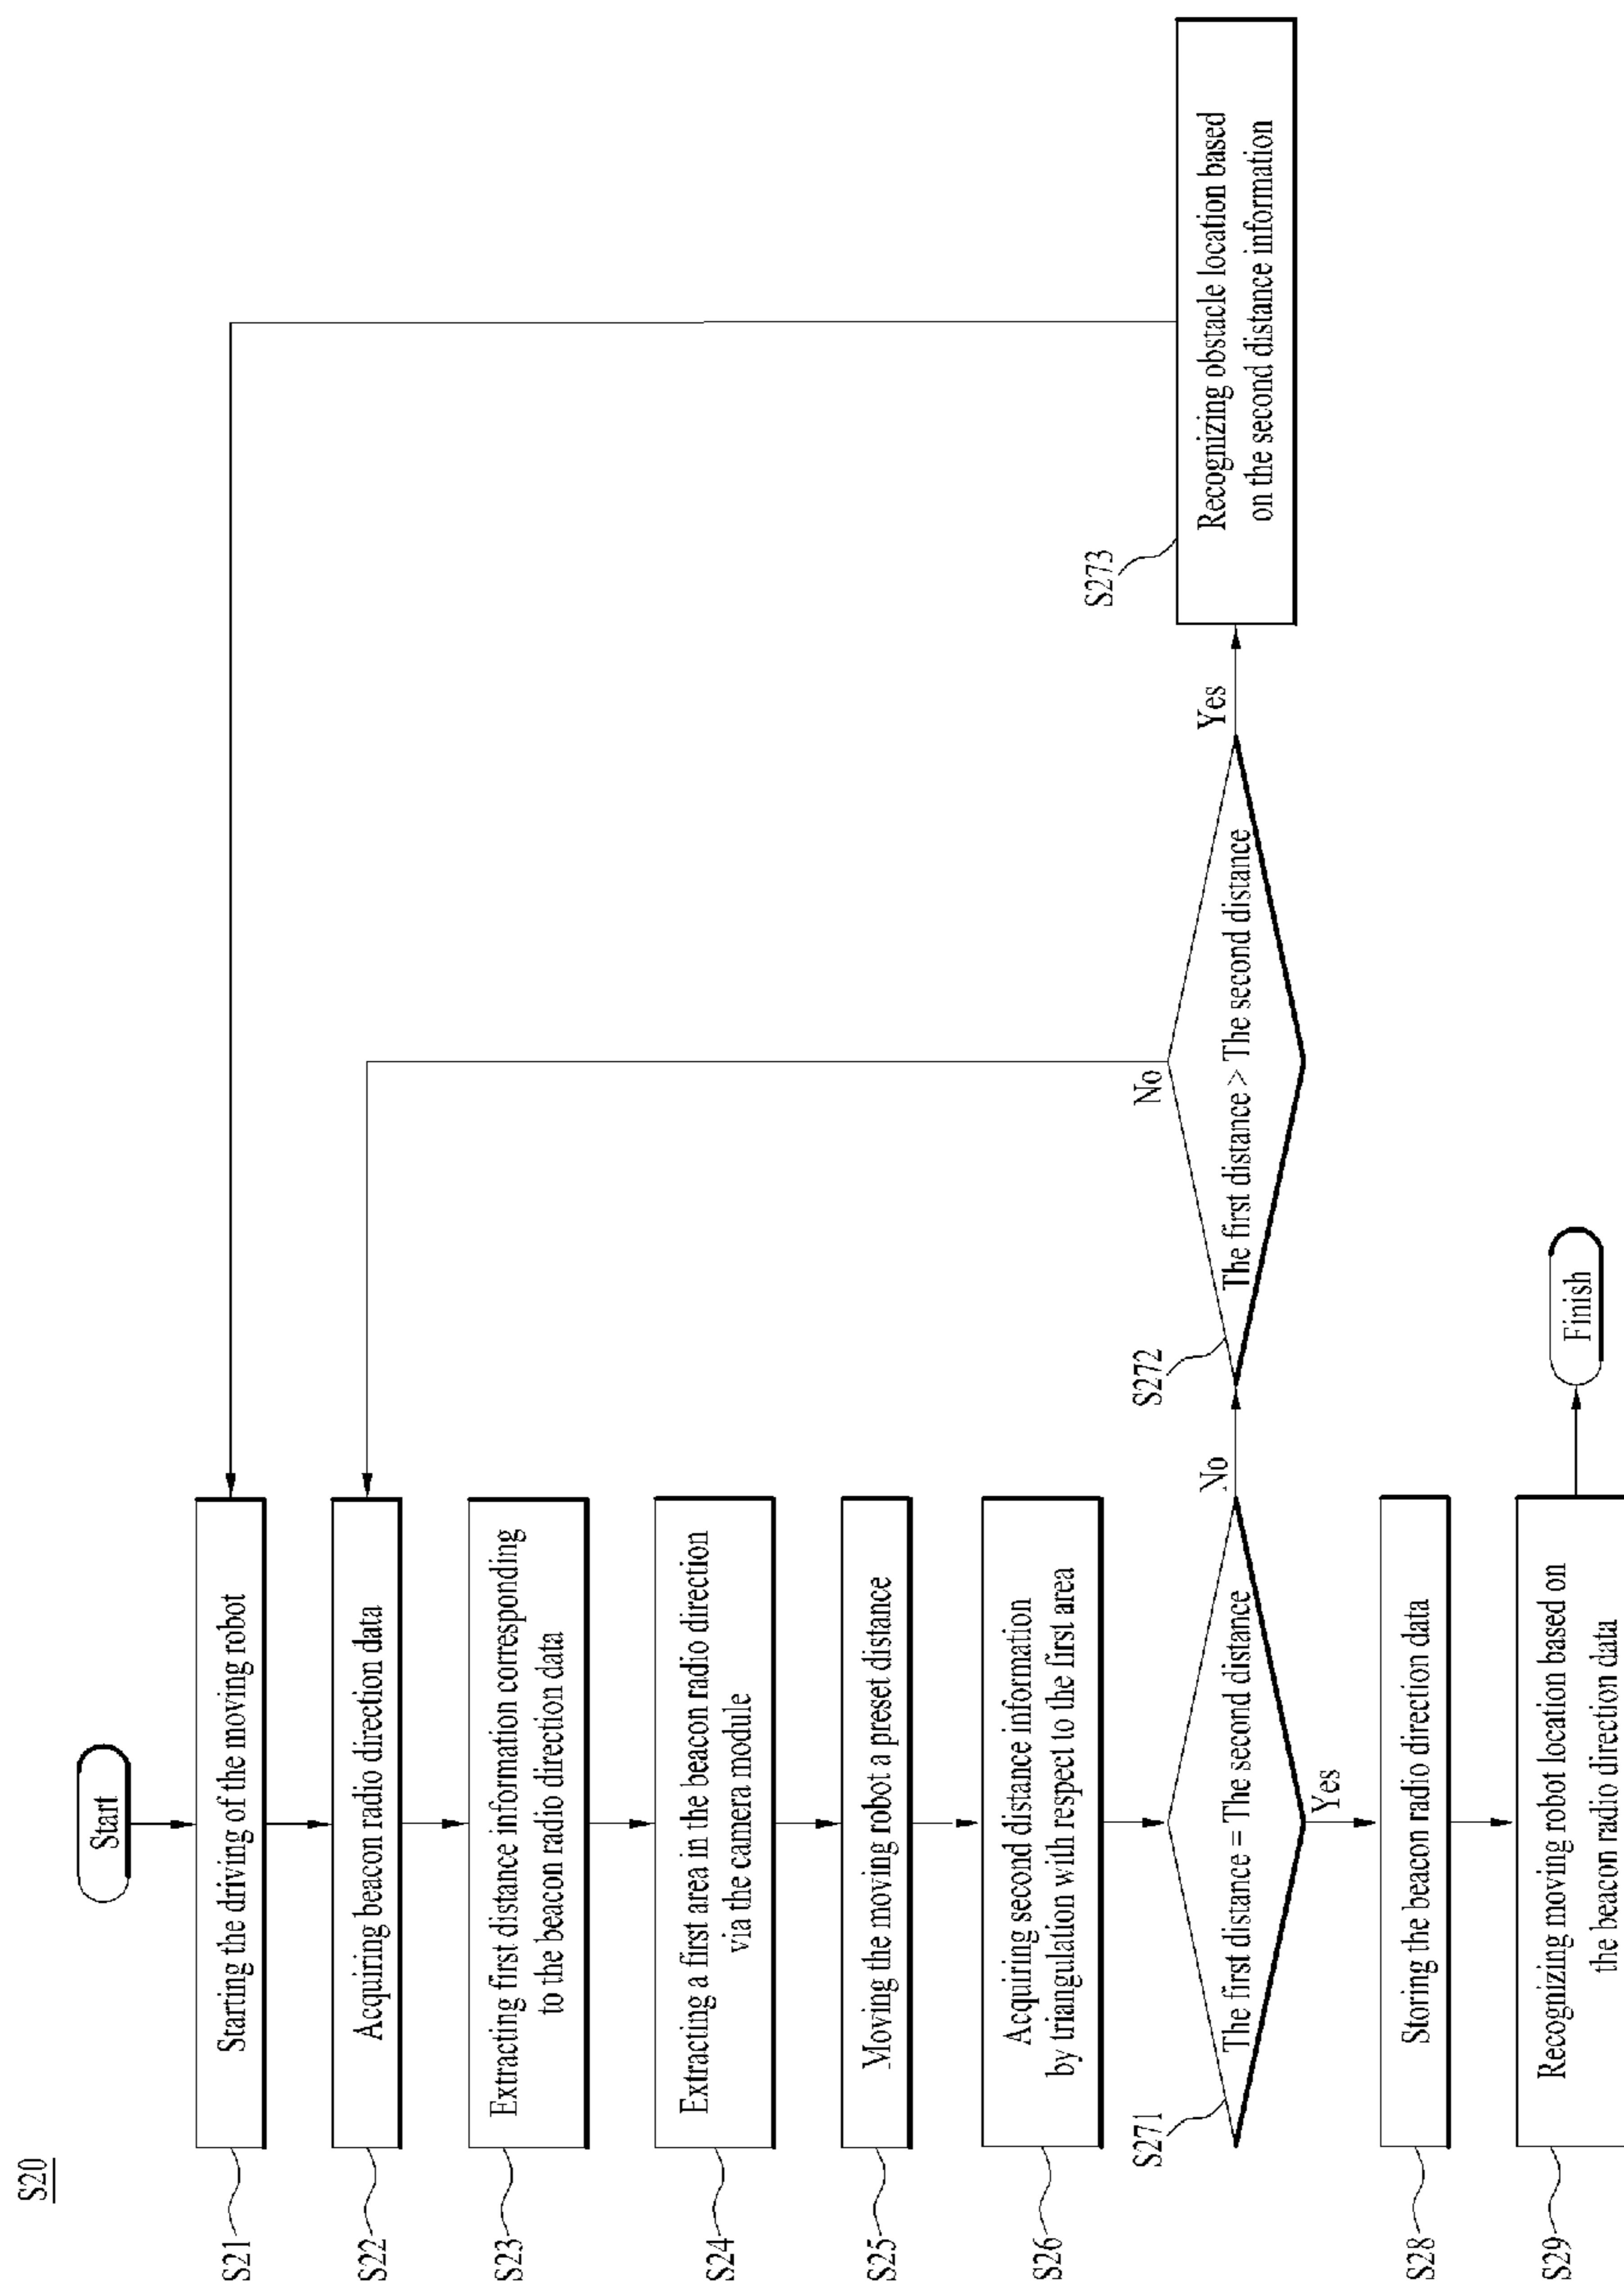 S20
Start
S21
Starting the driving of the moving robot
S22
Acquiring beacon radio direction data
S23
Extracting first distance information corresponding
to the beacon radio direction data
S24
Extracting a first area in the beacon radio direction
via the camera module
S25
Moving the moving robot a preset distance
S26
Acquiring second distance information
by triangulation with respect to the first area
S271
The first distance = The second distance
No
Yes
S272
The first distance > The second distance
No
Yes
S273
Recognizing obstacle location based
on the second distance information
S28
Storing the beacon radio direction data
S29
Recognizing moving robot location based on
the beacon radio direction data
Finish